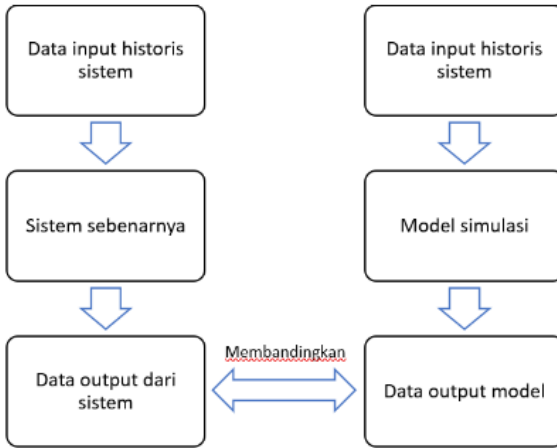 Data input historis
sistem
Data input historis
sistem
Sistem sebenarnya
Model simulasi
Membandingkan
Data output dari
sistem
Data output model